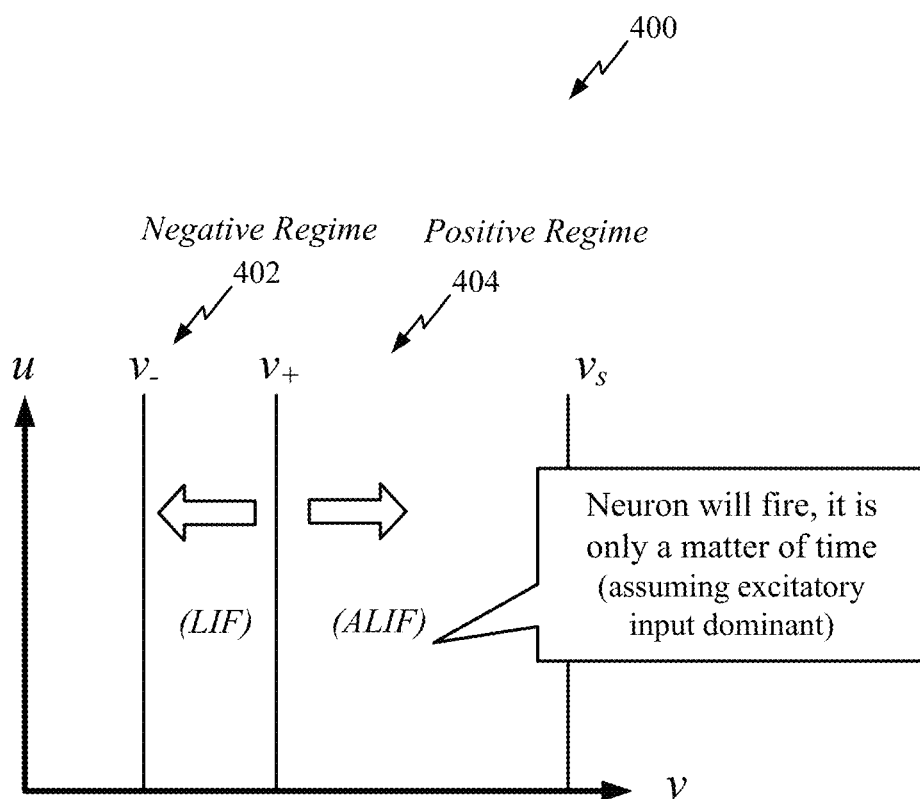 400
Negative Regime Positive Regime
402 404
u v- v+ vs
Neuron will fire, it is
only a matter of time
(assuming excitatory
input dominant)
(LIF) (ALIF)
v